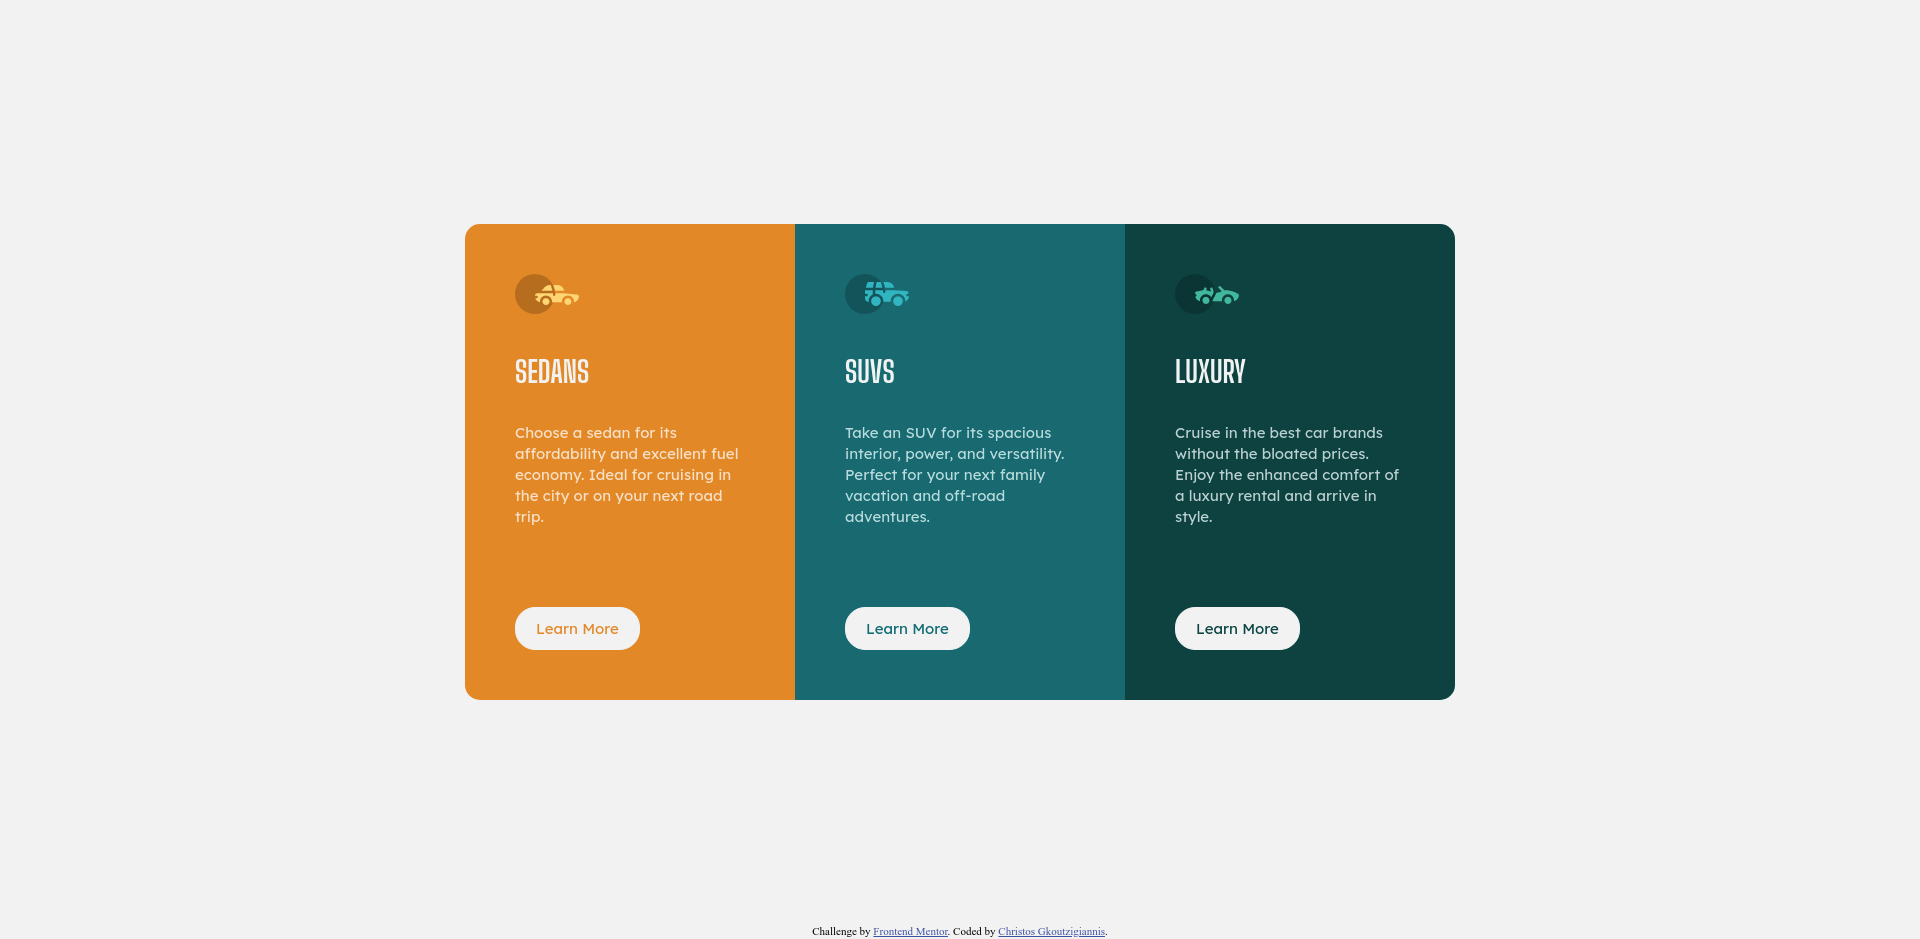 SEDANS
Choose a sedan for its
affordability and excellent fuel
economy. Ideal for cruising in
the city or on your next road
trip.
Learn More
SUVS
Take an SUV for its spacious
interior, power, and versatility.
Perfect for your next family
vacation and off-road
adventures.
Learn More
LUXURY
Cruise in the best car brands
without the bloated prices.
Enjoy the enhanced comfort of
a luxury rental and arrive in
style.
Learn More
Challenge by Frontend Mentor. Coded by Christos Gkoutzigiannis.